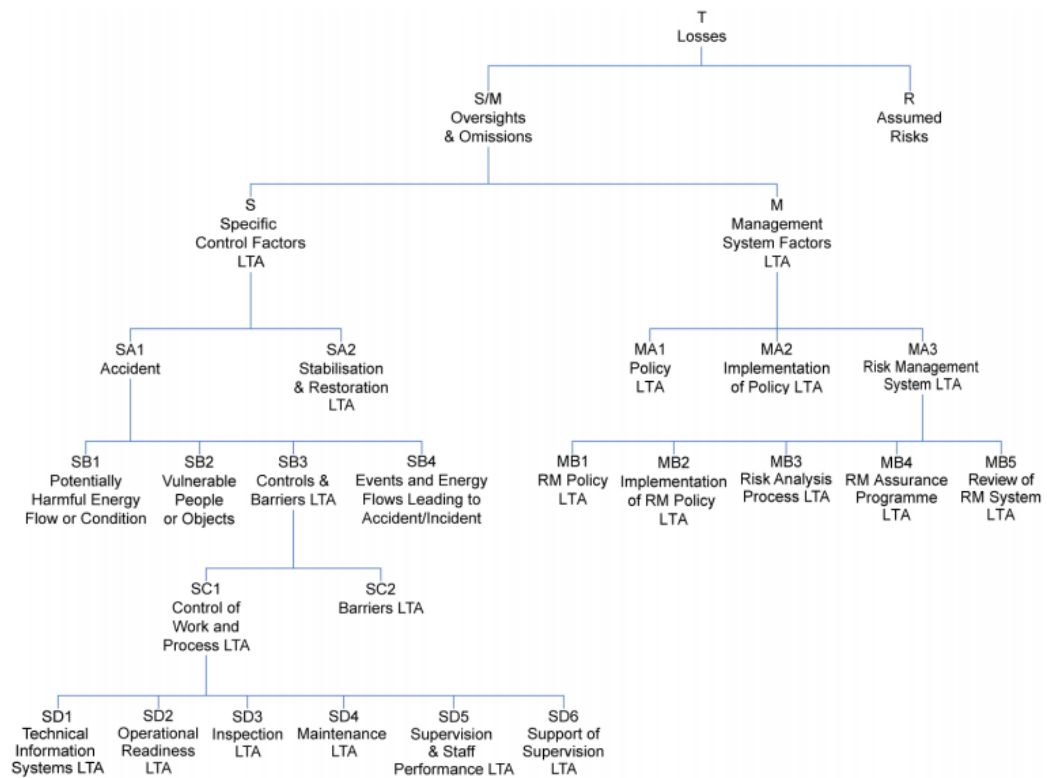 T
Losses
S/M
Oversights
& Omissions
R
Assumed
Risks
S
Specific
Control Factors
LTA
M
Management
System Factors
LTA
SA1
Accident
SA2
Stabilisation
& Restoration
LTA
MA1
Policy
LTA
MA2
Implementation
of Policy LTA
MA3
Risk Management
System LTA
SB1
Potentially
Harmful Energy
Flow or Condition
SB2
Vulnerable
People
or Objects
SB3
Controls &
Barriers LTA
SB4
Events and Energy
Flows Leading to
Accident/Incident
MB1
RM Policy
LTA
MB2
Implementation
of RM Policy
LTA
MB3
Risk Analysis
Process LTA
MB4
RM Assurance
Programme
LTA
MB5
Review of
RM System
LTA
SC1
Control of
Work and
Process LTA
SC2
Barriers LTA
SD1
Technical
Information
Systems LTA
SD2
Operational
Readiness
LTA
SD3
Inspection
LTA
SD4
Maintenance
LTA
SD5
Supervision
& Staff
Performance LTA
SD6
Support of
Supervision
LTA